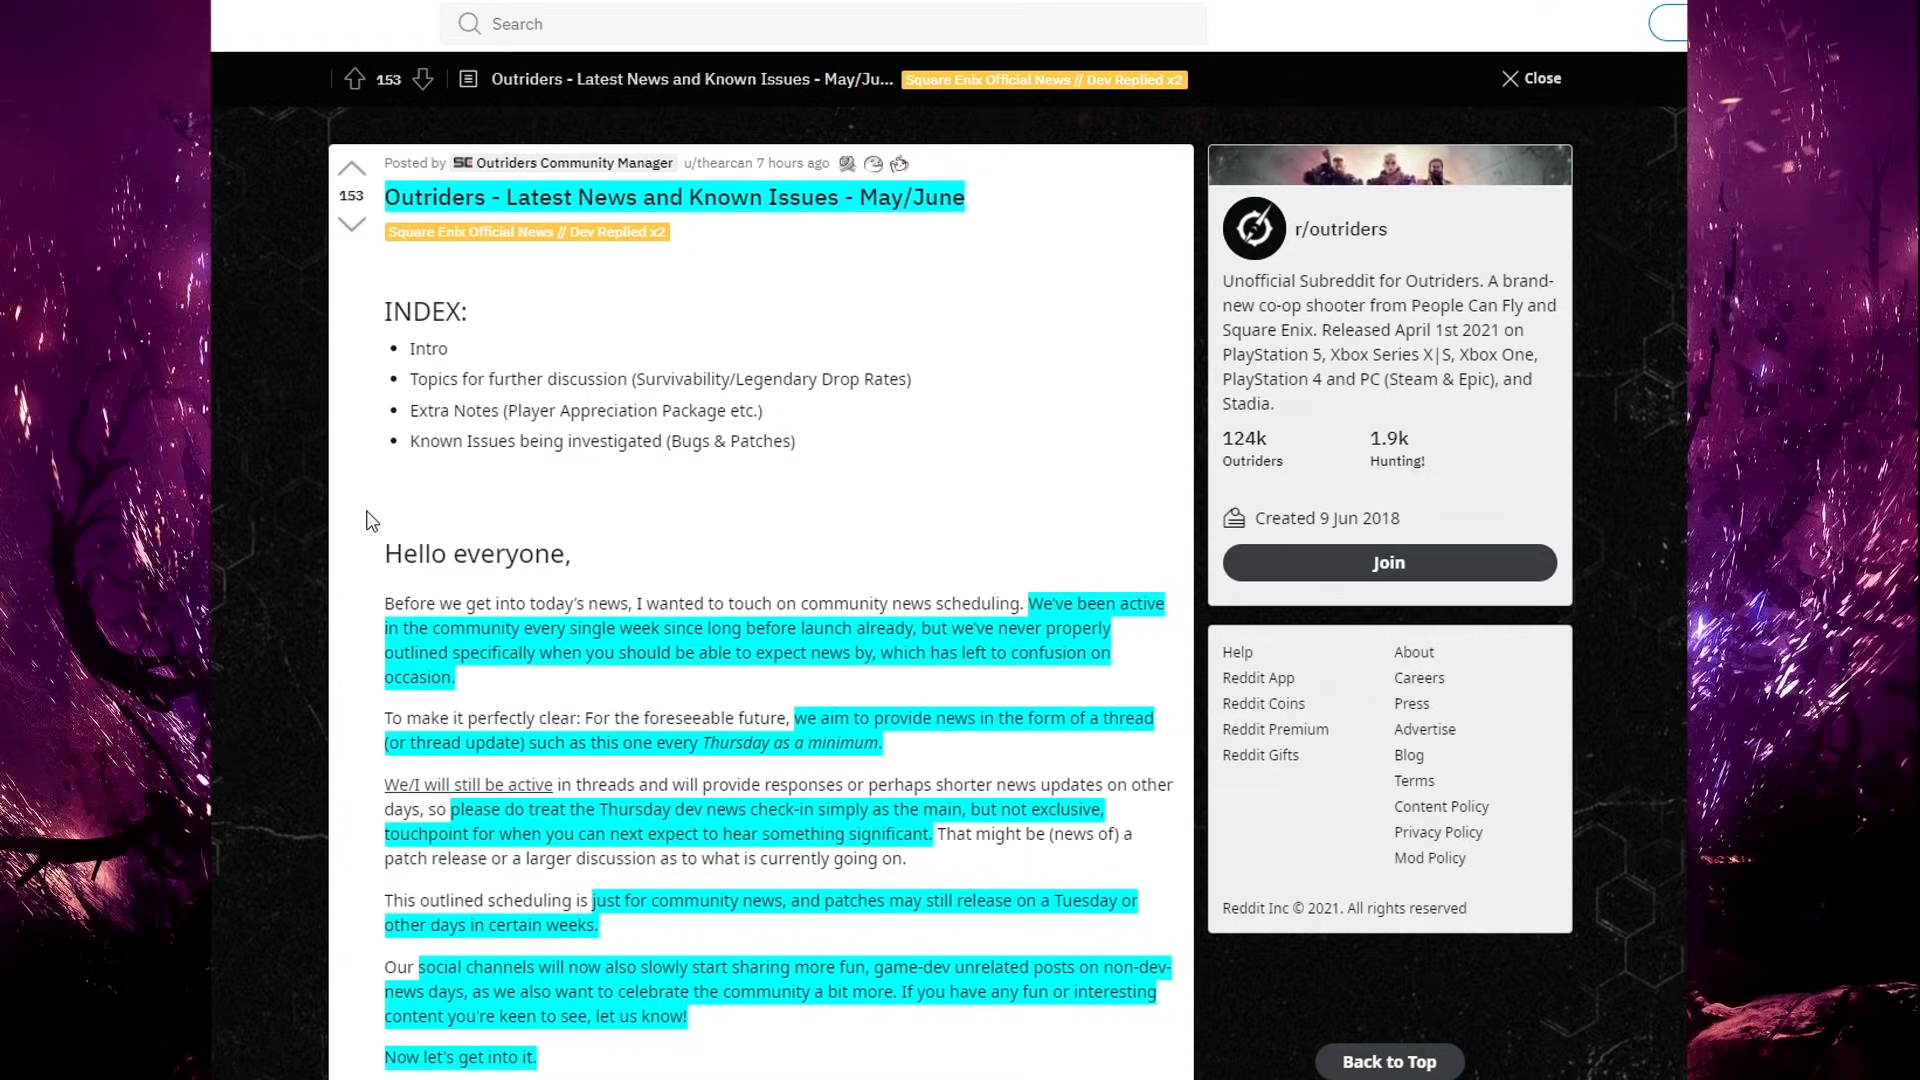 Search
153
Outriders - Latest News and Known Issues - May/Ju...
Square Enix Official News // Dev Replied x2
Close
Posted by SE Outriders Community Manager u/thearcan 7 hours ago
153
Outriders - Latest News and Known Issues - May/June
Square Enix Official News // Dev Replied x2
INDEX:
• Intro
• Topics for further discussion (Survivability/Legendary Drop Rates)
• Extra Notes (Player Appreciation Package etc.)
• Known Issues being investigated (Bugs & Patches)
Hello everyone,
Before we get into today's news, I wanted to touch on community news scheduling. We've been active
in the community every single week since long before launch already, but we've never properly
outlined specifically when you should be able to expect news by, which has left to confusion on
occasion.
To make it perfectly clear: For the foreseeable future, we aim to provide news in the form of a thread
(or thread update) such as this one every Thursday as a minimum.
We/I will still be active in threads and will provide responses or perhaps shorter news updates on other
days, so please do treat the Thursday dev news check-in simply as the main, but not exclusive,
touchpoint for when you can next expect to hear something significant. That might be (news of) a
patch release or a larger discussion as to what is currently going on.
This outlined scheduling is just for community news, and patches may still release on a Tuesday or
other days in certain weeks.
Our social channels will now also slowly start sharing more fun, game-dev unrelated posts on non-dev-
news days, as we also want to celebrate the community a bit more. If you have any fun or interesting
content you're keen to see, let us know!
Now let's get into it.
r/outriders
Unofficial Subreddit for Outriders. A brand-
new co-op shooter from People Can Fly and
Square Enix. Released April 1st 2021 on
PlayStation 5, Xbox Series X|S, Xbox One,
PlayStation 4 and PC (Steam & Epic), and
Stadia.
124k 1.9k
Outriders Hunting!
Created 9 Jun 2018
Join
Help About
Reddit App Careers
Reddit Coins Press
Reddit Premium Advertise
Reddit Gifts Blog
Terms
Content Policy
Privacy Policy
Mod Policy
Reddit Inc © 2021. All rights reserved
Back to Top